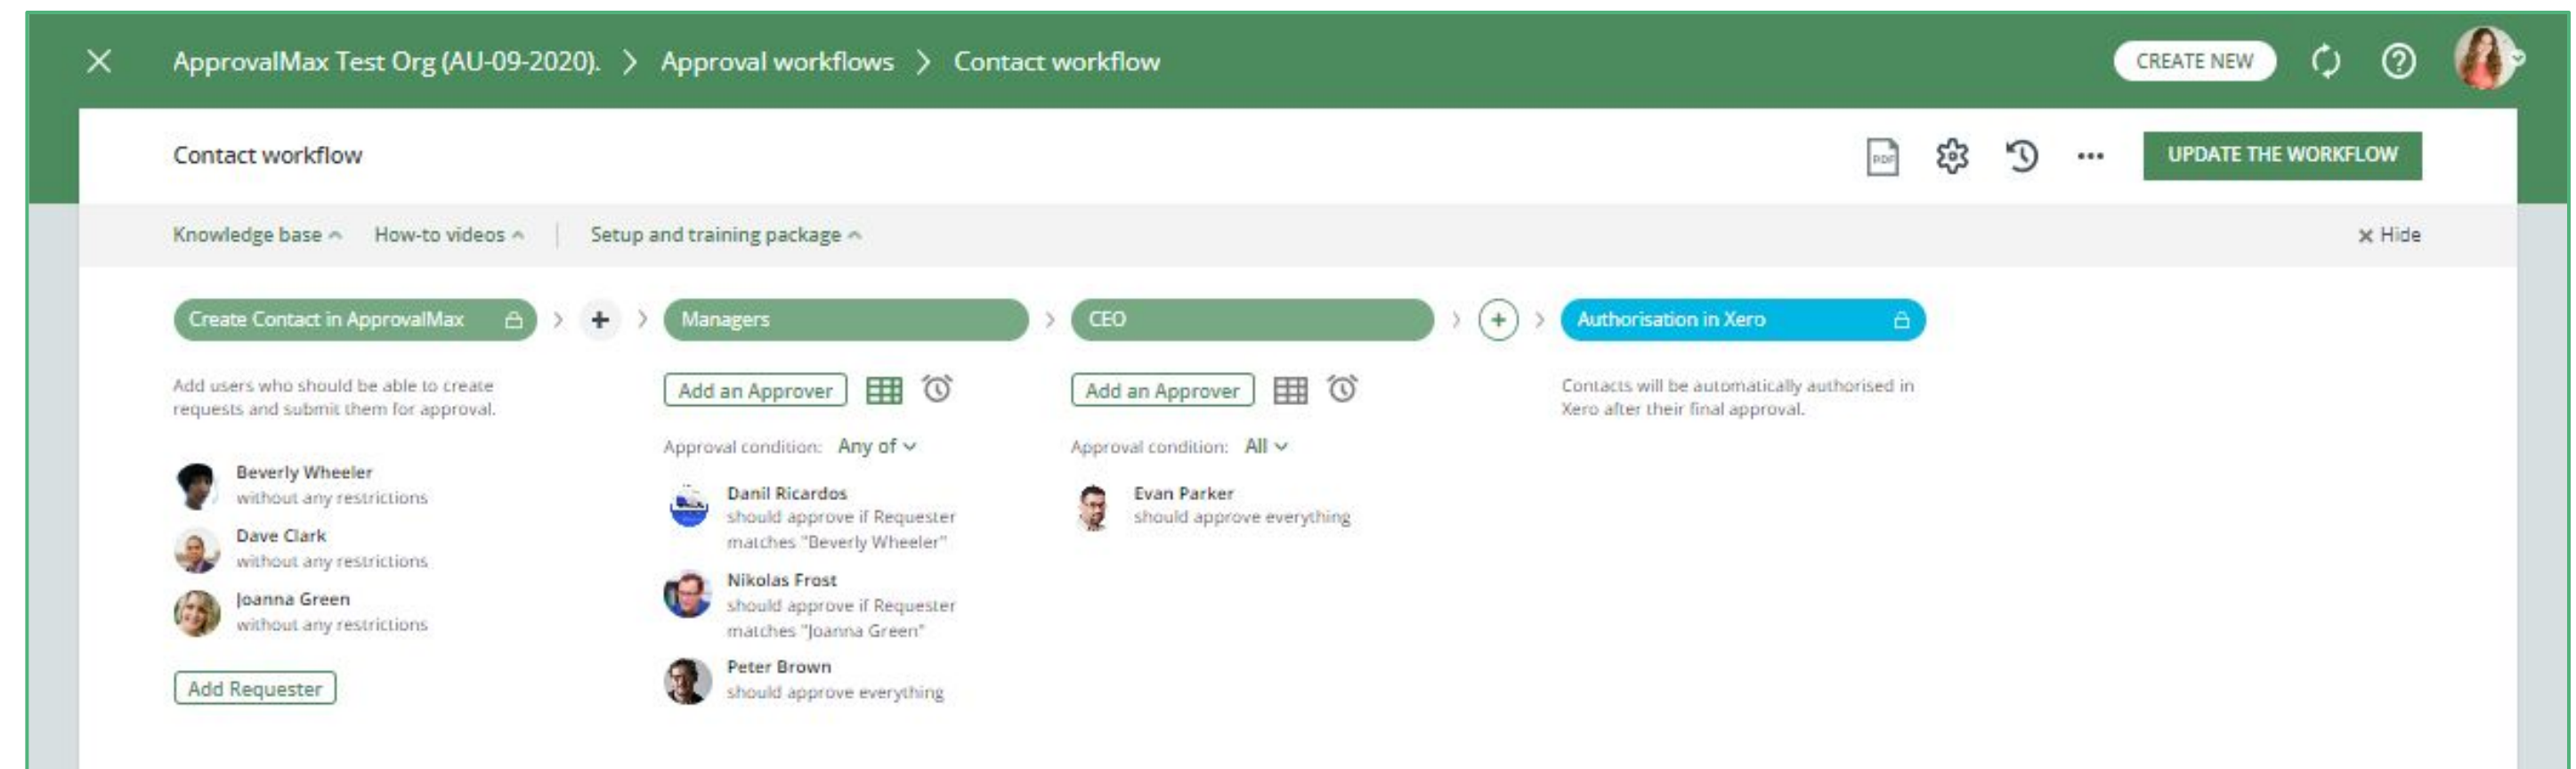 ApprovalMax Test Org (AU-09-2020). > Approval workflows > Contact workflow
CREATE NEW
Contact workflow
PDF
UPDATE THE WORKFLOW
Knowledge base
How-to videos
Setup and training package
Hide
Create Contact in ApprovalMax
Add users who should be able to create
requests and submit them for approval.
Beverly Wheeler
without any restrictions
Dave Clark
without any restrictions
Joanna Green
without any restrictions
Add Requester
Managers
Add an Approver
Approval condition: Any of
Danil Ricardos
should approve if Requester
matches "Beverly Wheeler"
Nikolas Frost
should approve if Requester
matches "Joanna Green"
Peter Brown
should approve everything
CEO
Add an Approver
Approval condition: All
Evan Parker
should approve everything
Authorisation in Xero
Contacts will be automatically authorised in
Xero after their final approval.